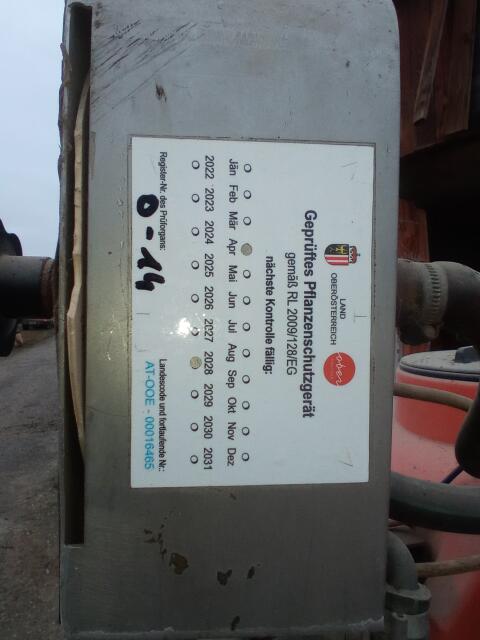 LAND
OBERÖSTERREICH
ober
Geprüftes Pflanzenschutzgerät
gemäß RL 2009/128/EG
nächste Kontrolle fällig:
Jän Feb Mär Apr Mai Jun Jul Aug Sep Okt Nov Dez
2022 2023 2024 2025 2026 2027 2028 2029 2030 2031
Register-Nr. des Prüforgans:
0-14
Landescode und fortlaufende Nr.:
AT-OOE - 00016465